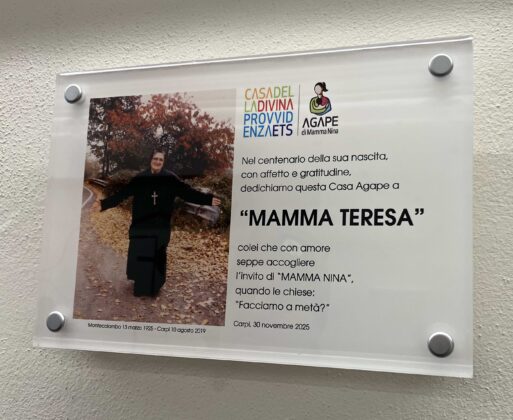 CASADEL
LADIVINA
PROVVID
ENZAETS
AGAPE
di Mamma Nina
Nel centenario della sua nascita,
con affetto e gratitudine,
dedichiamo questa Casa Agape a
“MAMMA TERESA”
colei che con amore
seppe accogliere
l’invito di “MAMMA NINA”,
quando le chiese:
“Facciamo a metà?”
Montecolombo 15 marzo 1925 - Carpi 10 agosto 2019
Carpi, 30 novembre 2025